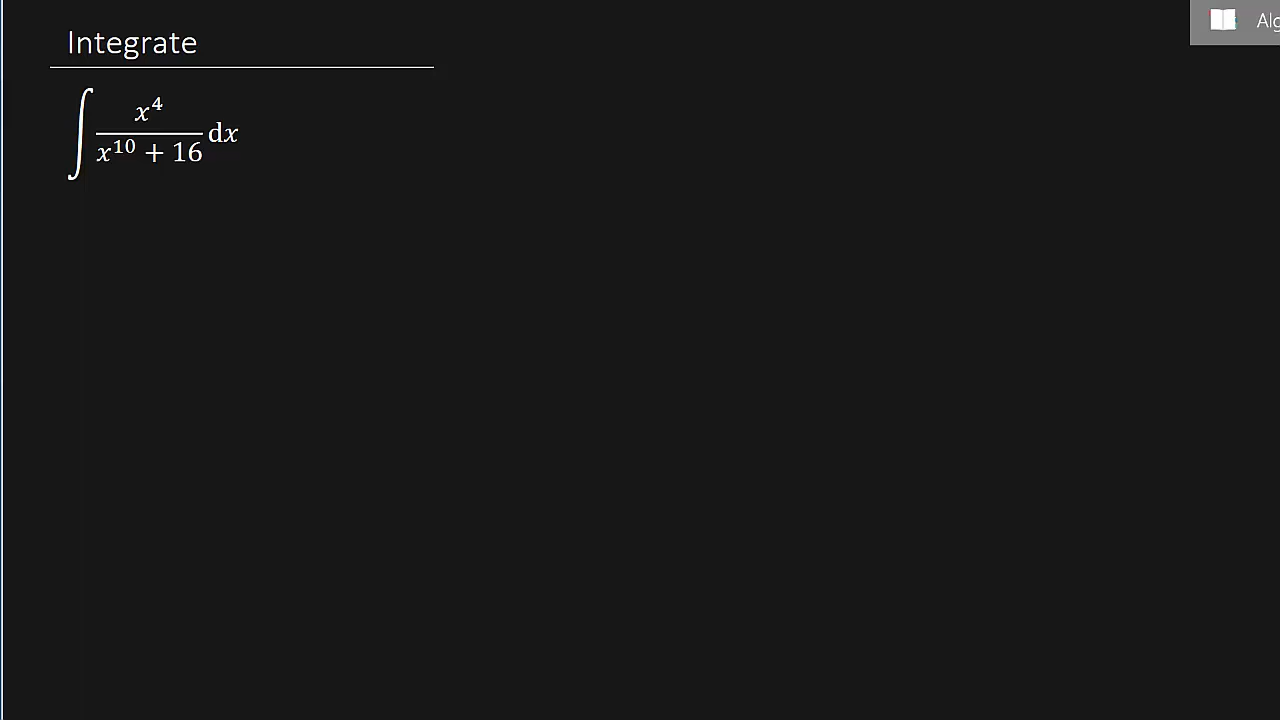 Integrate
∫ x⁴/(x¹⁰ + 16) dx
Alg